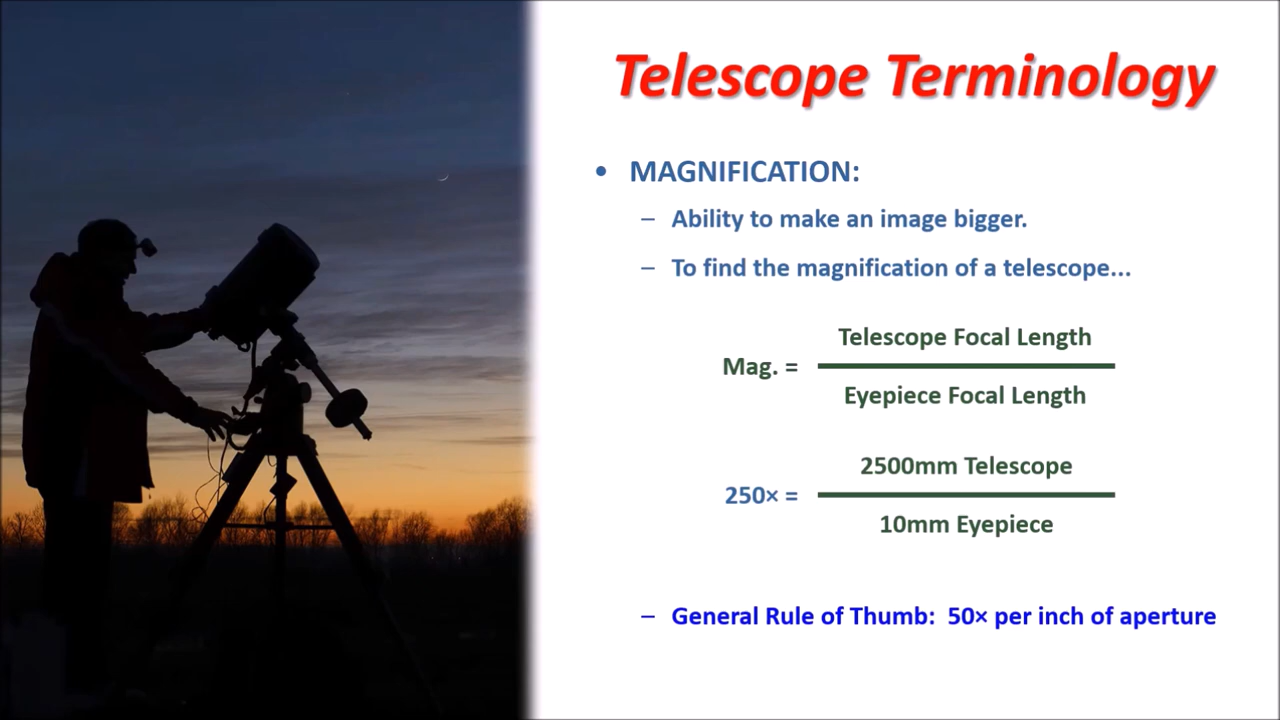 Telescope Terminology
• MAGNIFICATION:
– Ability to make an image bigger.
– To find the magnification of a telescope...
Telescope Focal Length
Mag. =
Eyepiece Focal Length
2500mm Telescope
250× =
10mm Eyepiece
– General Rule of Thumb: 50× per inch of aperture